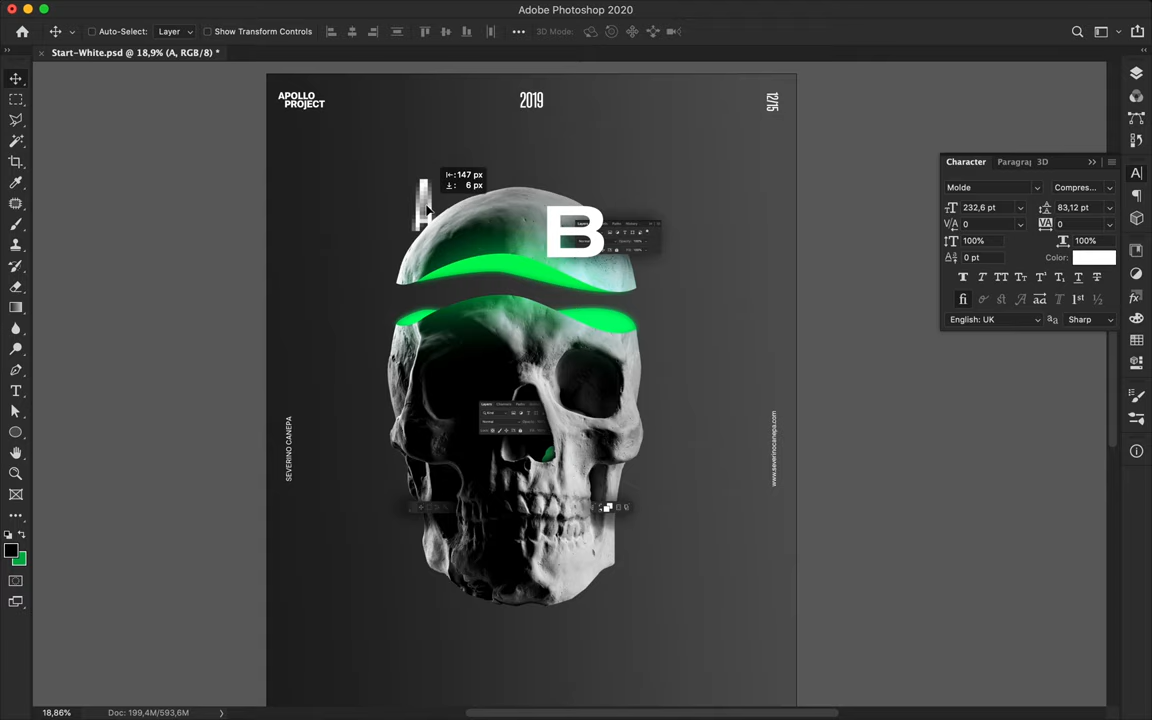 Adobe Photoshop 2020
Auto-Select:
Layer
Show Transform Controls
3D Mode:
Start-White.psd @ 18,9% (A, RGB/8) *
APOLLO
PROJECT
2019
12/15
147 px
6 px
B
SEVERINO CANEPA
www.severinocanepa.com
Character
Paragraj
3D
Molde
Compres...
232,6 pt
83,12 pt
0
0
100%
100%
0 pt
Color:
English: UK
Sharp
18,86%
Doc: 199,4M/593,6M